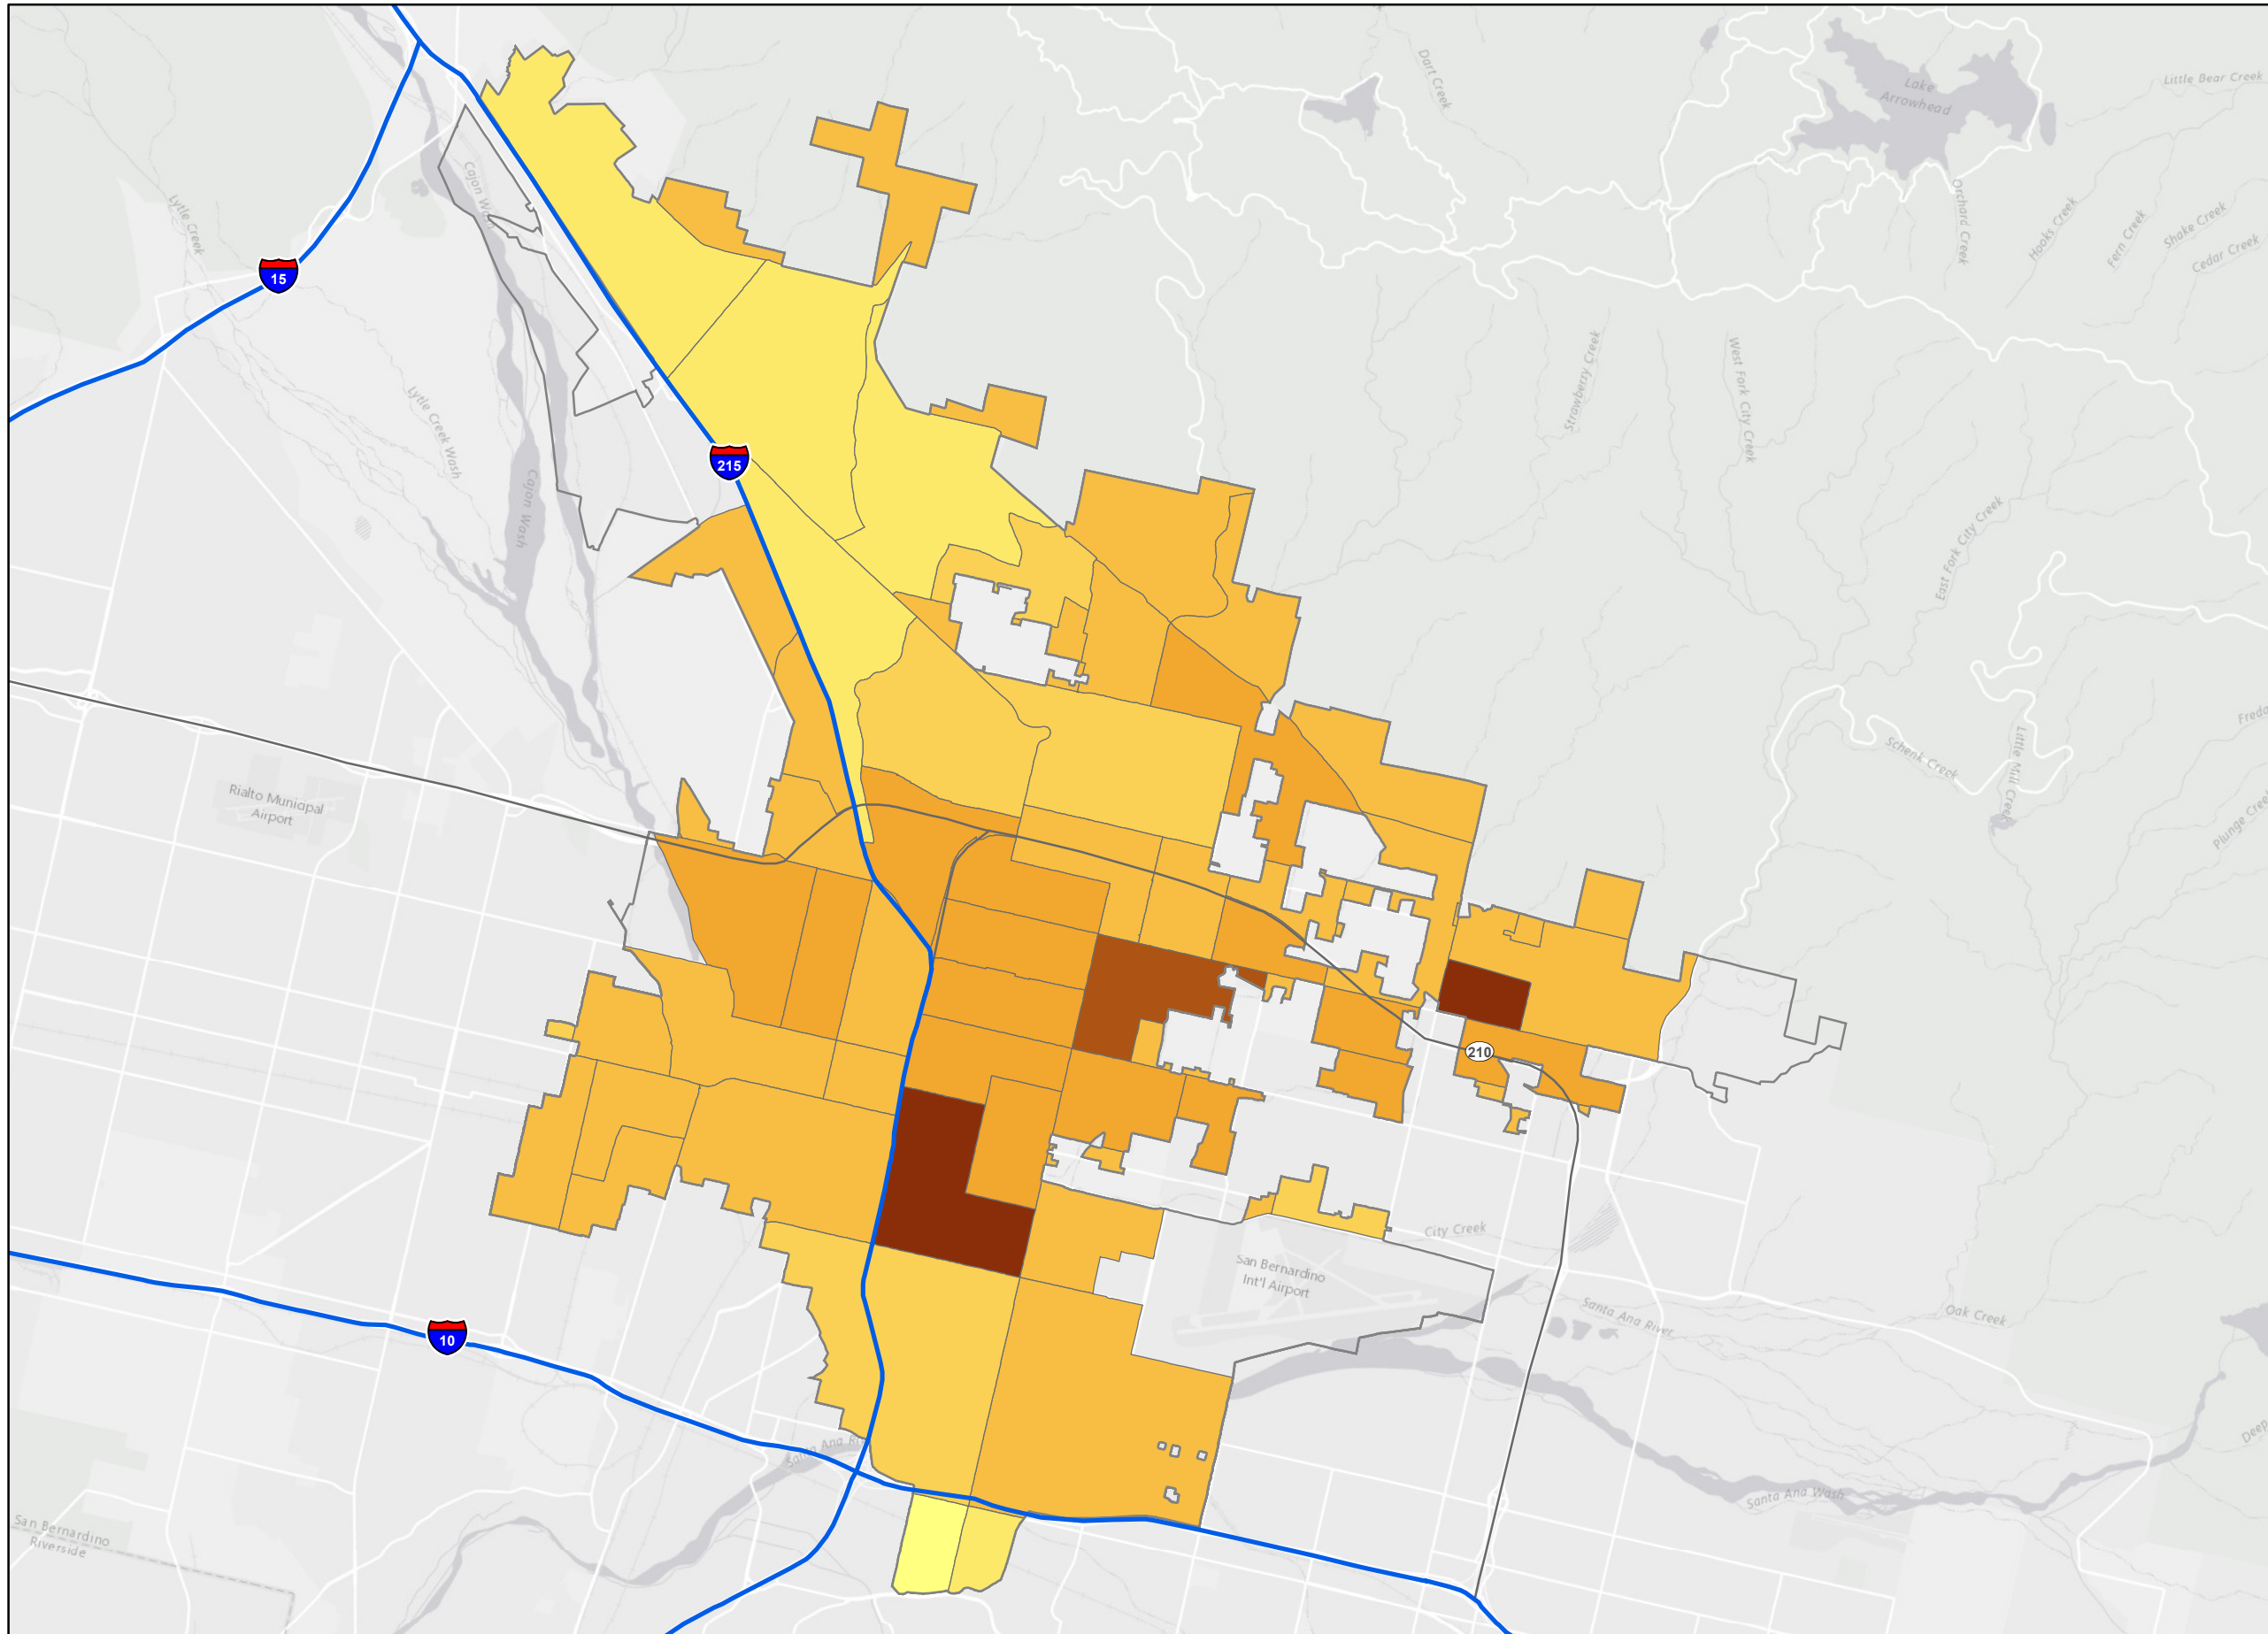 Lake
Arrowhead
Little Bear Creek
Dart Creek
Cajon Wash
Lytle Creek
Orchard Creek
Hooks Creek
Fern Creek
Shake Creek
Cedar Creek
15
Strawberry Creek
West Fork City Creek
Lytle Creek Wash
215
Cajon Wash
East Fork City Creek
Schenk Creek
Little Mill Creek
Rialto Municipal
Airport
210
City Creek
San Bernardino
Int'l Airport
Santa Ana River
Oak Creek
10
Santa Ana
Santa Ana Wash
Deep
San Bernardino
Riverside